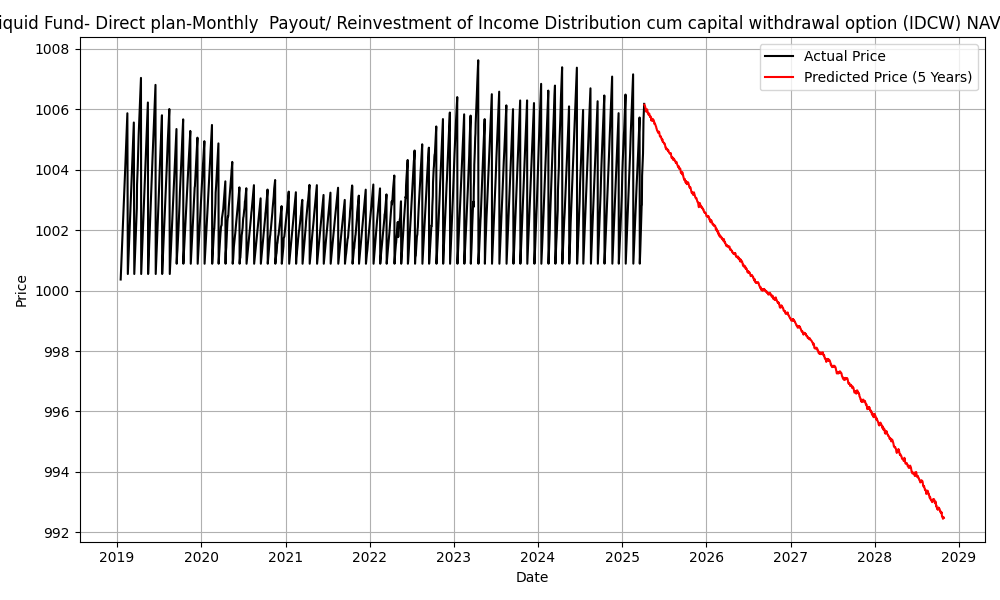 iquid Fund- Direct plan-Monthly  Payout/ Reinvestment of Income Distribution cum capital withdrawal option (IDCW) NAV
Actual Price
Predicted Price (5 Years)
Price
1008
1006
1004
1002
1000
998
996
994
992
2019 2020 2021 2022 2023 2024 2025 2026 2027 2028 2029
Date